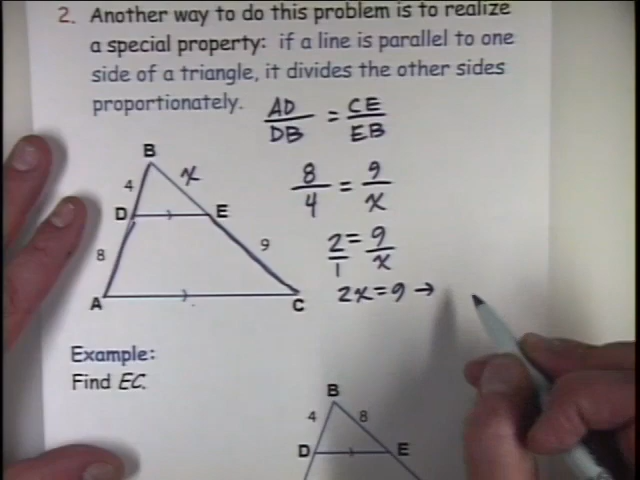 2. Another way to do this problem is to realize
a special property: if a line is parallel to one
side of a triangle, it divides the other sides
proportionately.
AD/DB = CE/EB
B
4
x
8/4 = 9/x
D
E
8
9
2/1 = 9/x
A
C
2x=9 →
Example:
Find EC.
B
4
8
D
E